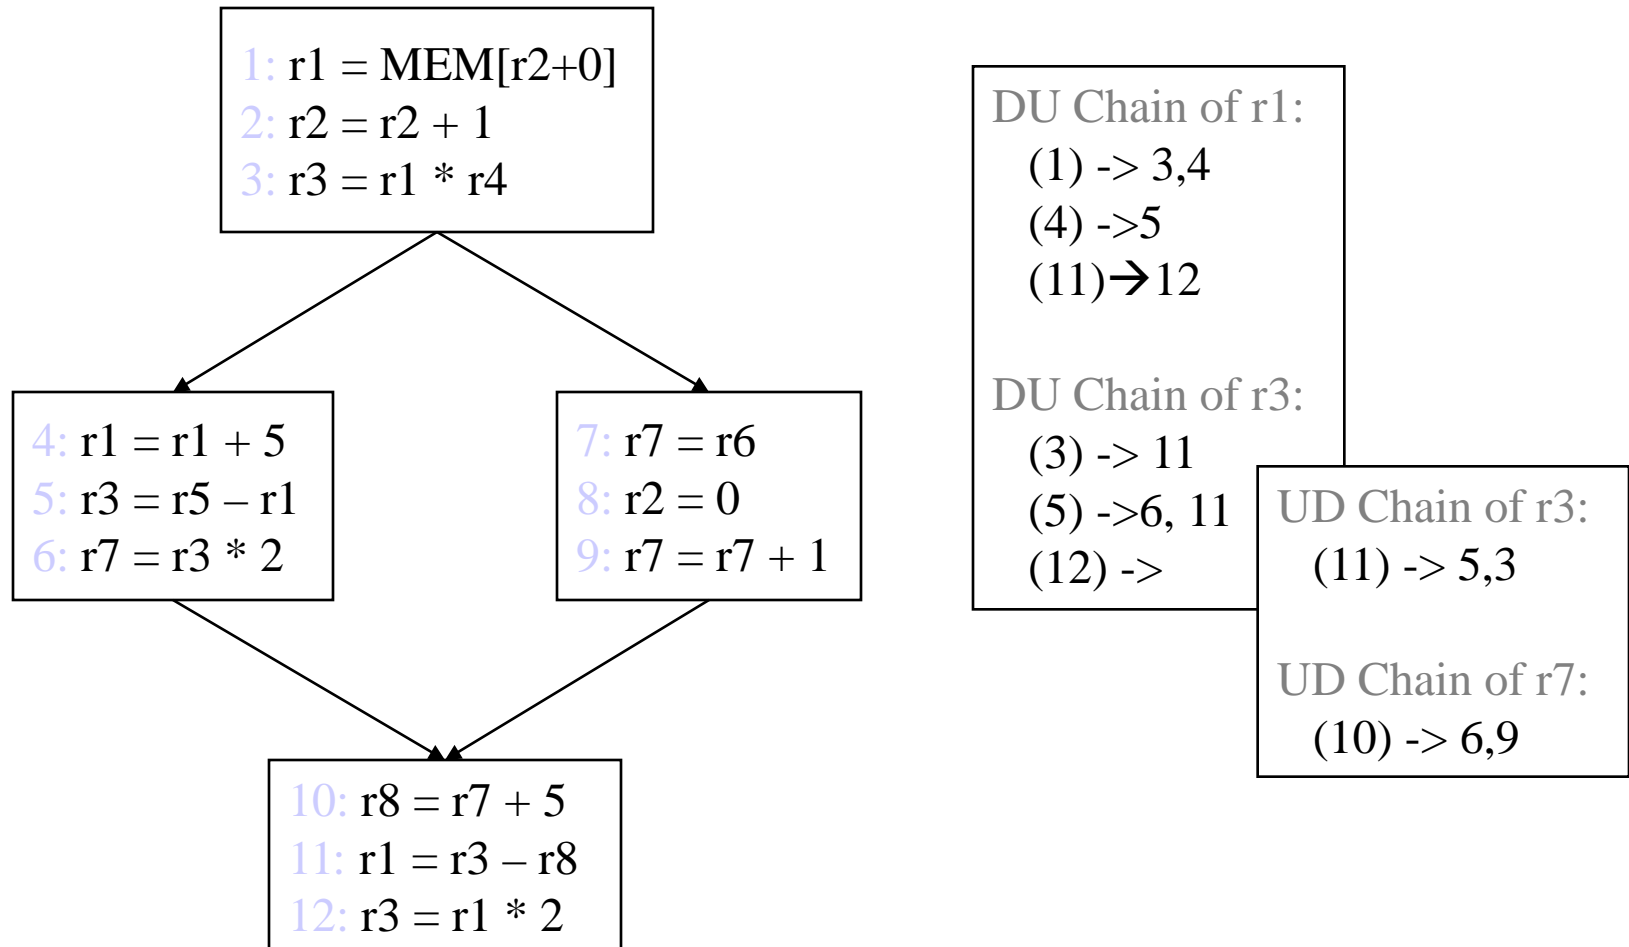 1: r1 = MEM[r2+0]
2: r2 = r2 + 1
3: r3 = r1 * r4
4: r1 = r1 + 5
5: r3 = r5 – r1
6: r7 = r3 * 2
7: r7 = r6
8: r2 = 0
9: r7 = r7 + 1
10: r8 = r7 + 5
11: r1 = r3 – r8
12: r3 = r1 * 2
DU Chain of r1:
(1) -> 3,4
(4) ->5
(11)→12
DU Chain of r3:
(3) -> 11
(5) ->6, 11
(12) ->
UD Chain of r3:
(11) -> 5,3
UD Chain of r7:
(10) -> 6,9